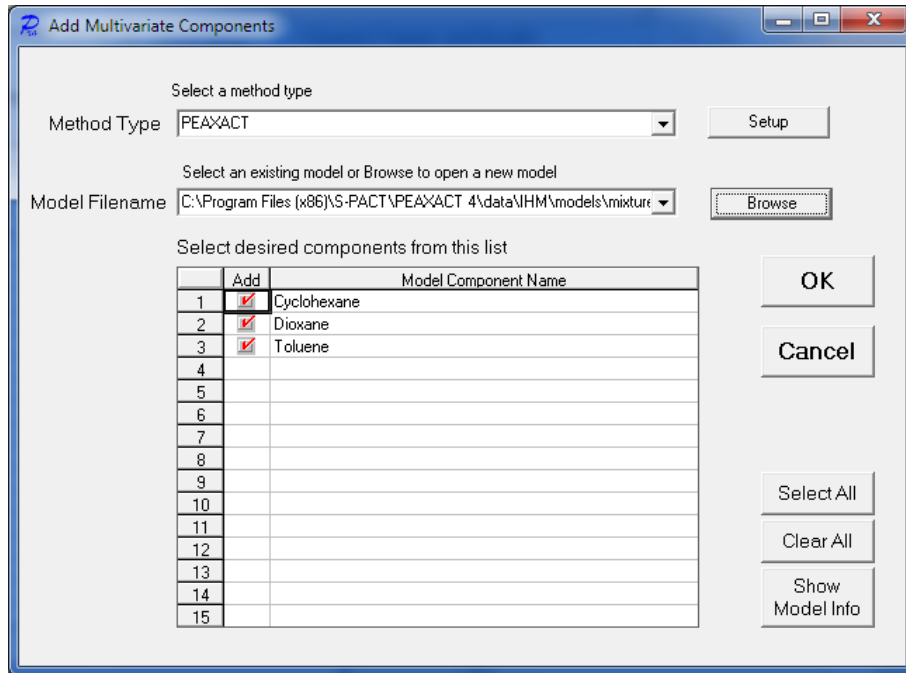 Add Multivariate Components
Select a method type
Method Type PEAXACT Setup
Select an existing model or Browse to open a new model
Model Filename C:\Program Files (x86)\S-PACT\PEAXACT 4\data\IHM\models\mixture Browse
Select desired components from this list
Add Model Component Name
1 Cyclohexane
2 Dioxane
3 Toluene
4
5
6
7
8
9
10
11
12
13
14
15
OK
Cancel
Select All
Clear All
Show
Model Info